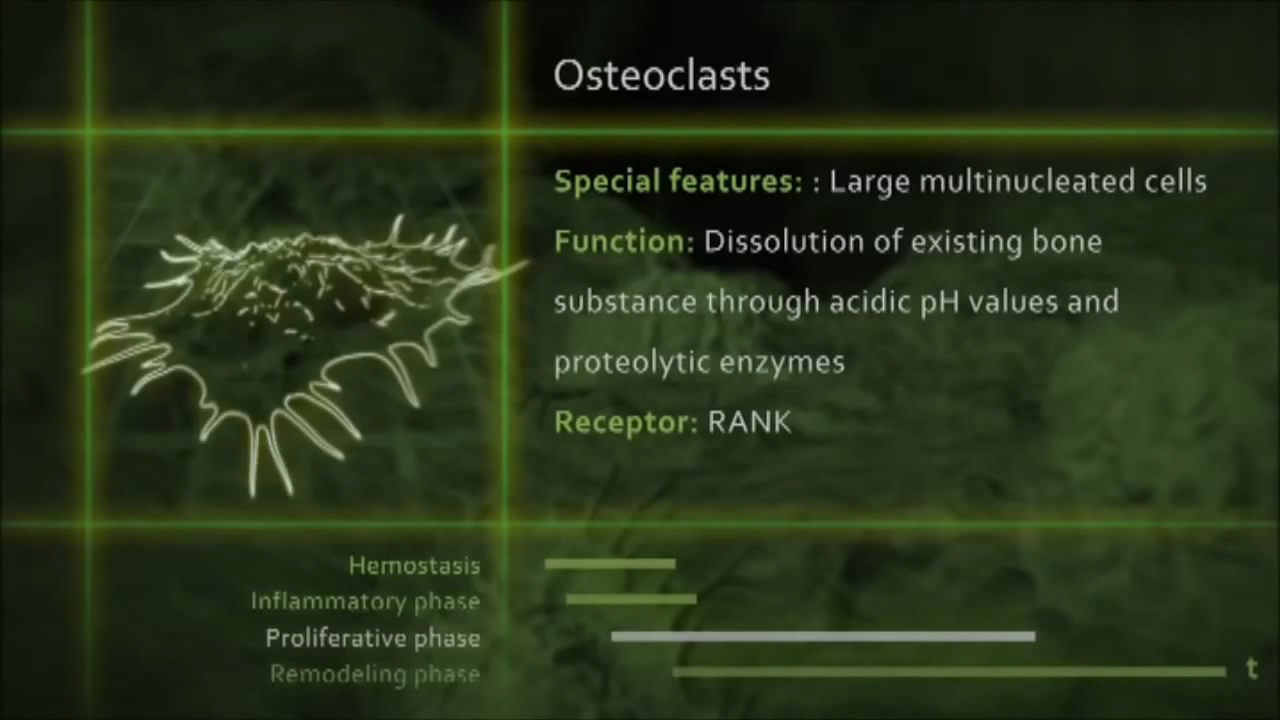 Osteoclasts
Special features: : Large multinucleated cells
Function: Dissolution of existing bone
substance through acidic pH values and
proteolytic enzymes
Receptor: RANK
Hemostasis
Inflammatory phase
Proliferative phase
Remodeling phase
t